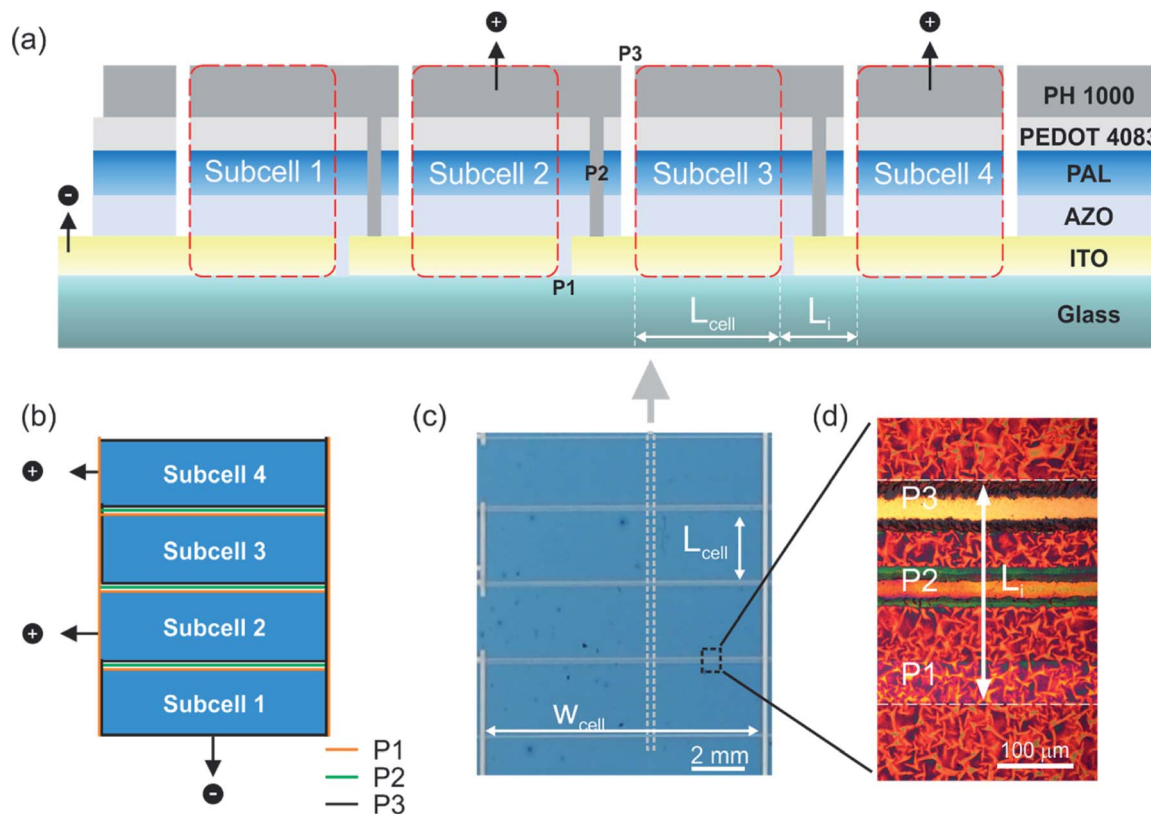 (a)
+
+
P3
PH 1000
PEDOT 4083
Subcell 1
Subcell 2
P2
Subcell 3
Subcell 4
PAL
-
AZO
ITO
P1
Lcell
Li
Glass
(b)
+
Subcell 4
Subcell 3
+
Subcell 2
Subcell 1
-
P1
P2
P3
(c)
Lcell
Wcell
2 mm
(d)
P3
P2
Li
P1
100 μm